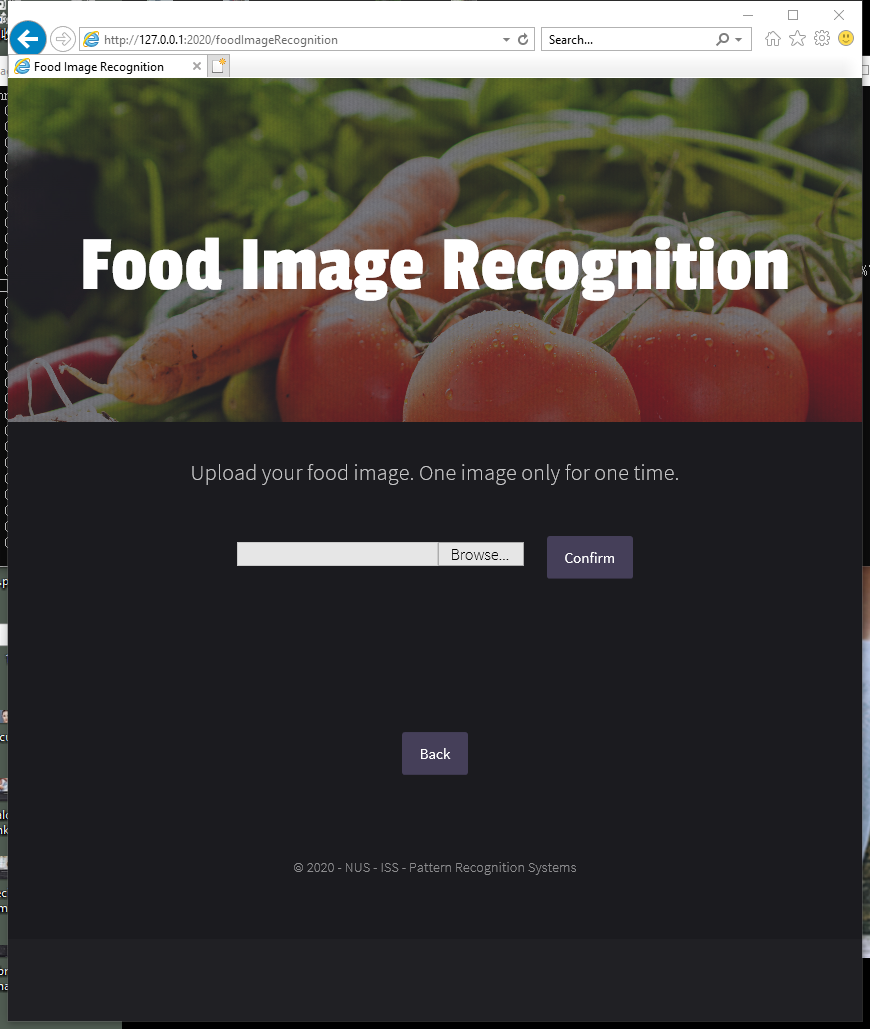 http://127.0.0.1:2020/foodImageRecognition
Search...
Food Image Recognition
Food Image Recognition
Upload your food image. One image only for one time.
Browse...
Confirm
Back
© 2020 - NUS - ISS - Pattern Recognition Systems